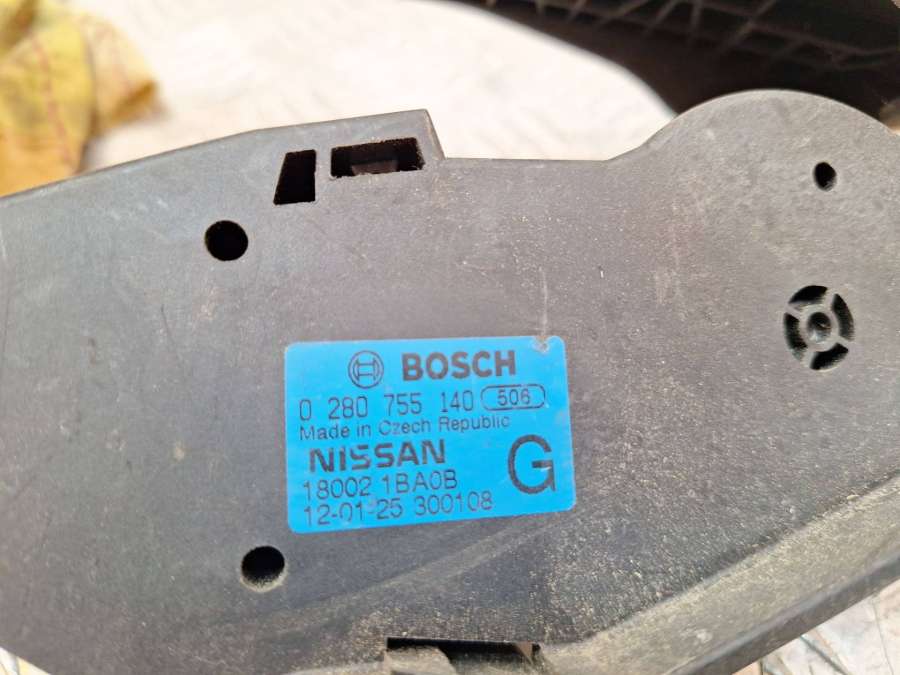 BOSCH
0 280 755 140 506
Made in Czech Republic
NISSAN
G
18002 1BA0B
12-01-25 300108